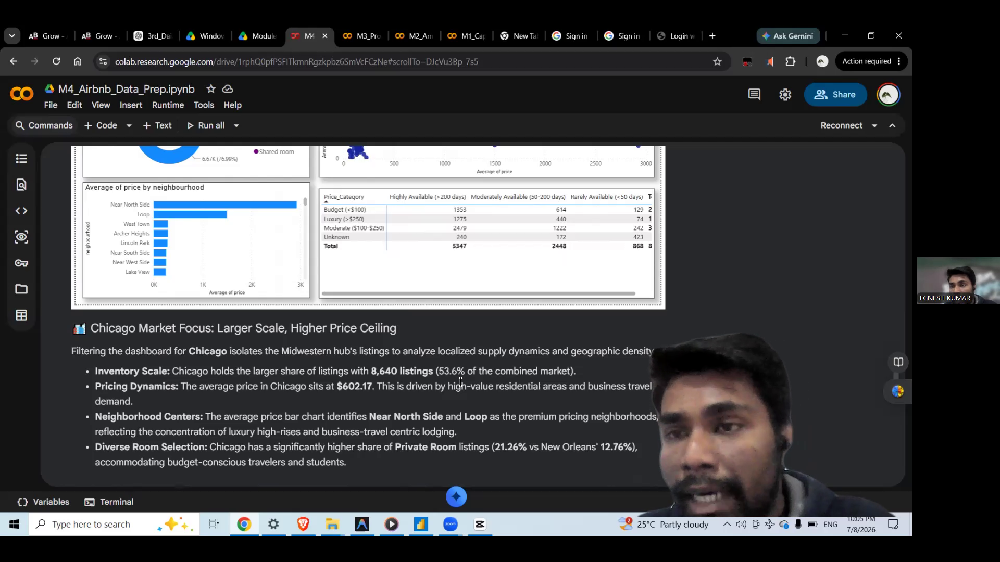 Grow -
Grow -
3rd_Dai
Windov
Module
M4
M3_Pro
M2_Am
M1_Cap
New Tal
Sign in
Sign in
Login w
Ask Gemini
colab.research.google.com/drive/1rphQ0pfPSFITkmnRgzkpbz6SmVcFCzNe#scrollTo=DJcVu3Bp_7s5
Action required
M4_Airbnb_Data_Prep.ipynb
Share
File Edit View Insert Runtime Tools Help
Commands + Code + Text Run all
Reconnect
6.67K (76.99%)
Shared room
0
0 500 1000 1500 2000 2500 3000
Average of price
Average of price by neighbourhood
neighbourhood
Near North Side
Loop
West Town
Archer Heights
Lincoln Park
Near South Side
Near West Side
Lake View
0K 1K 2K 3K
Average of price
Price_Category Highly Available (>200 days) Moderately Available (50-200 days) Rarely Available (<50 days)
Budget (<$100) 1353 614 129 2
Luxury (>$250) 1275 440 74 1
Moderate ($100-$250) 2479 1222 242 3
Unknown 240 172 423
Total 5347 2448 868 8
Chicago Market Focus: Larger Scale, Higher Price Ceiling
Filtering the dashboard for Chicago isolates the Midwestern hub's listings to analyze localized supply dynamics and geographic density
• Inventory Scale: Chicago holds the larger share of listings with 8,640 listings (53.6% of the combined market).
• Pricing Dynamics: The average price in Chicago sits at $602.17. This is driven by high-value residential areas and business travel
demand.
• Neighborhood Centers: The average price bar chart identifies Near North Side and Loop as the premium pricing neighborhoods,
reflecting the concentration of luxury high-rises and business-travel centric lodging.
• Diverse Room Selection: Chicago has a significantly higher share of Private Room listings (21.26% vs New Orleans' 12.76%),
accommodating budget-conscious travelers and students.
JIGNESH KUMAR
Variables Terminal
Type here to search
zoom
2
25°C Partly cloudy
ENG
10:05 PM
7/8/2026